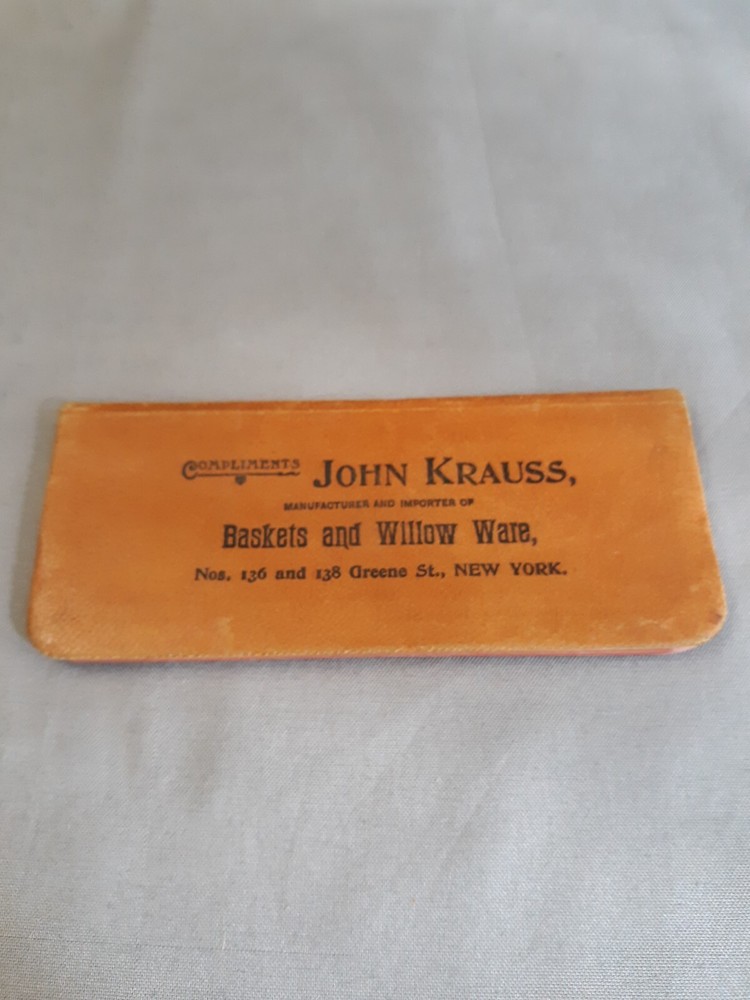 COMPLIMENTS JOHN KRAUSS,
MANUFACTURER AND IMPORTER OF
Baskets and Willow Ware,
Nos. 136 and 138 Greene St., NEW YORK.